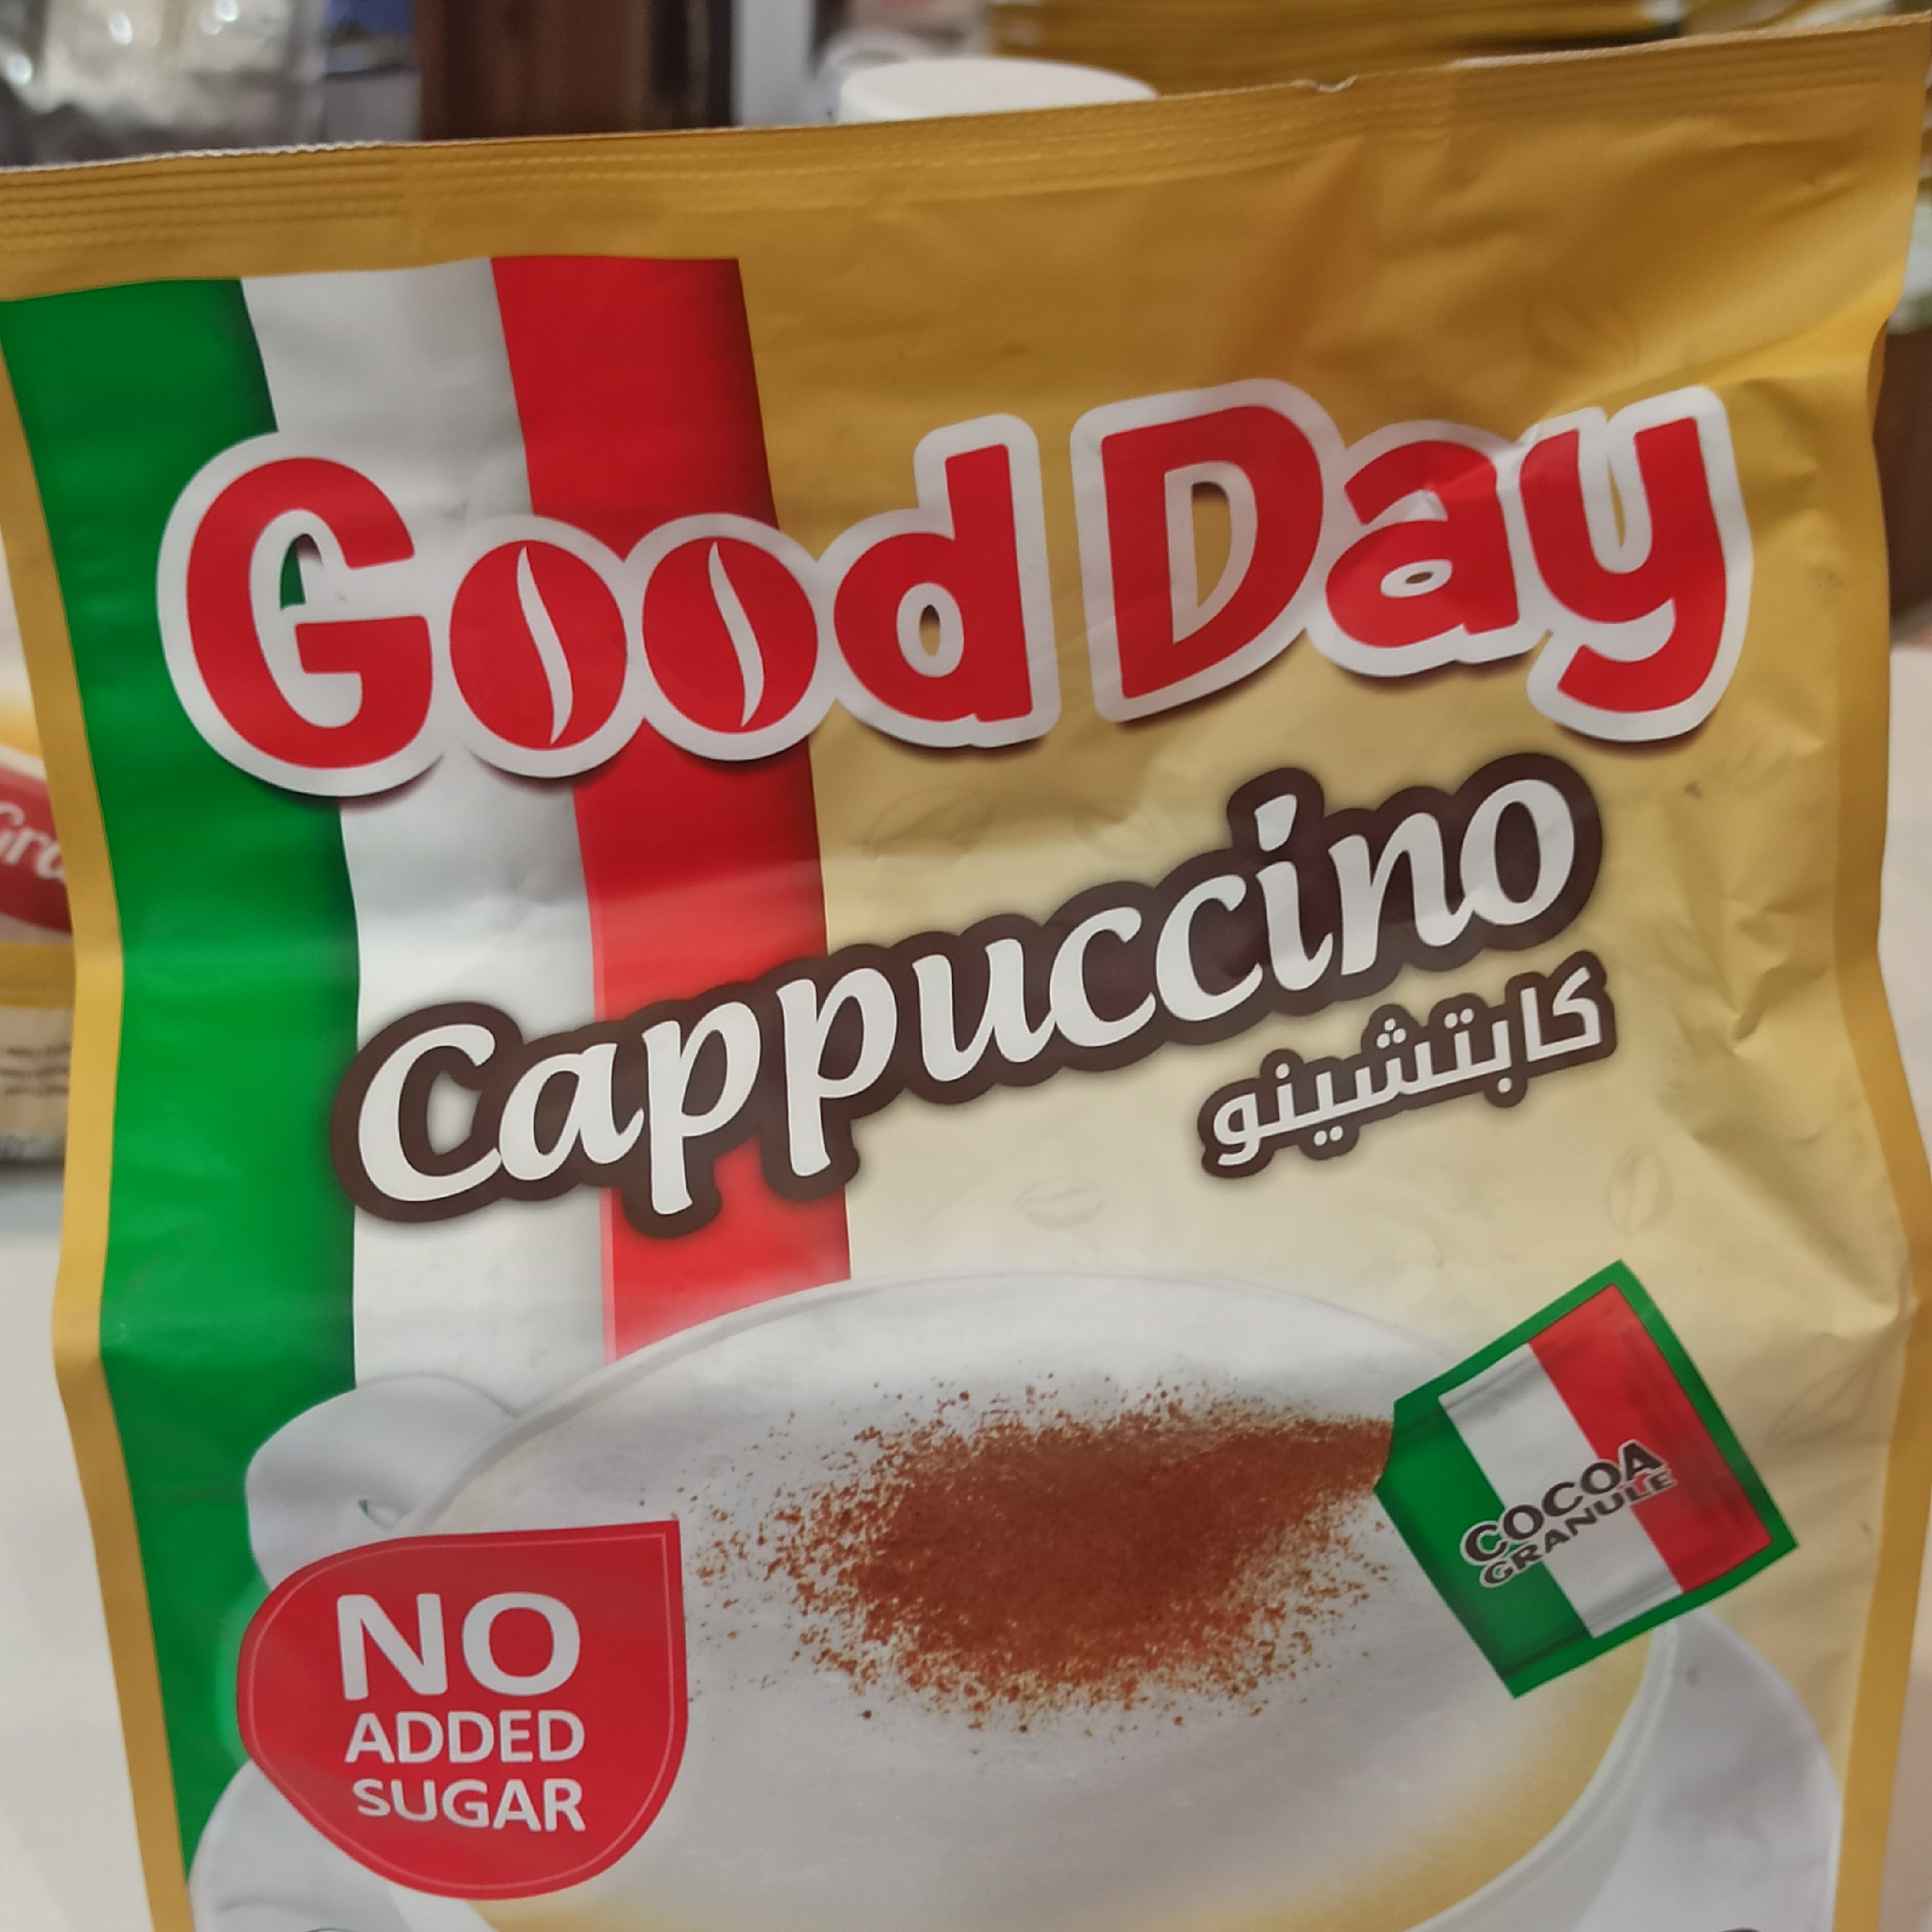 Good Day
Cappuccino
كابتشينو
COCOA
GRANULE
NO
ADDED
SUGAR